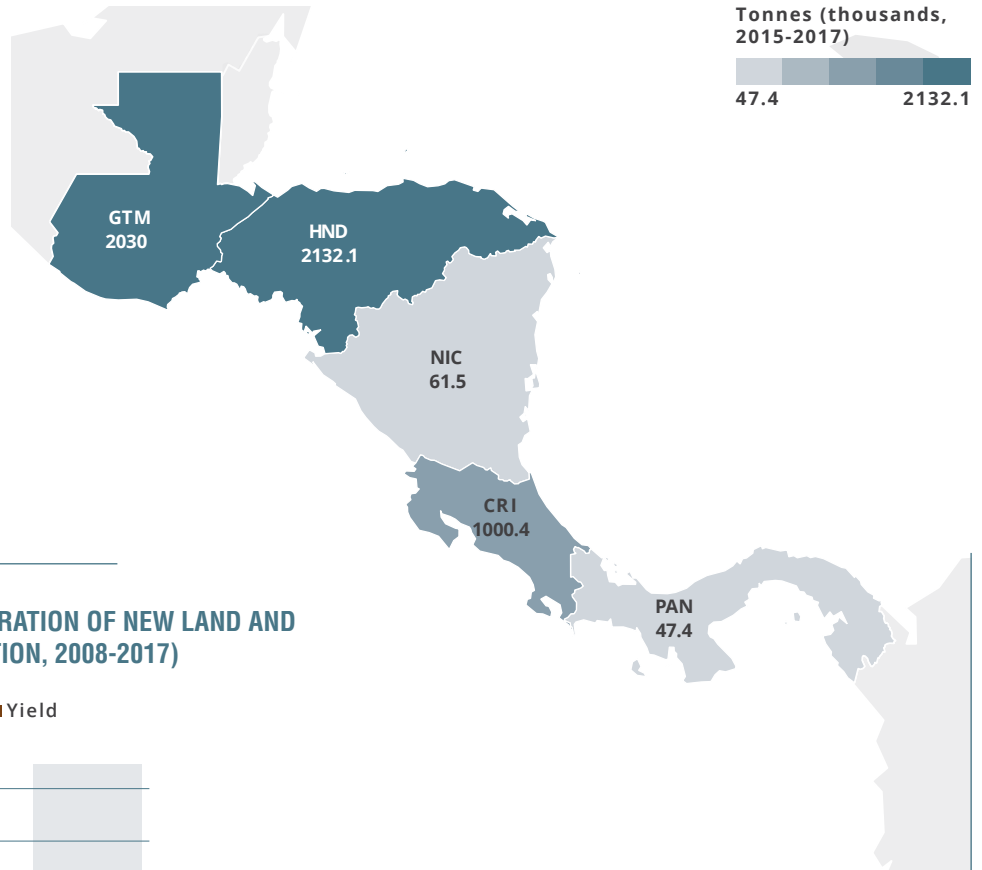 Tonnes (thousands,
2015-2017)
47.4 2132.1
GTM
2030
HND
2132.1
NIC
61.5
CRI
1000.4
PAN
47.4
RATION OF NEW LAND AND
TION, 2008-2017)
Yield